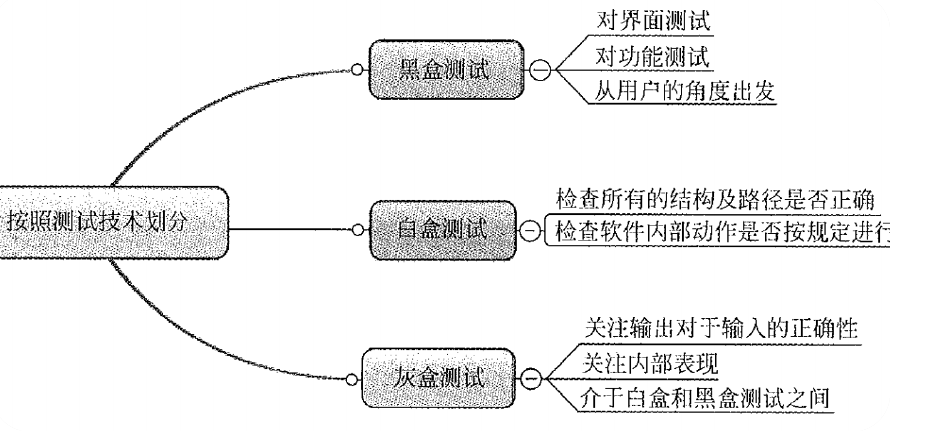 对界面测试
黑盒测试
对功能测试
从用户的角度出发
按照测试技术划分
检查所有的结构及路径是否正确
白盒测试
检查软件内部动作是否按规定进行
关注输出对于输入的正确性
灰盒测试
关注内部表现
介于白盒和黑盒测试之间